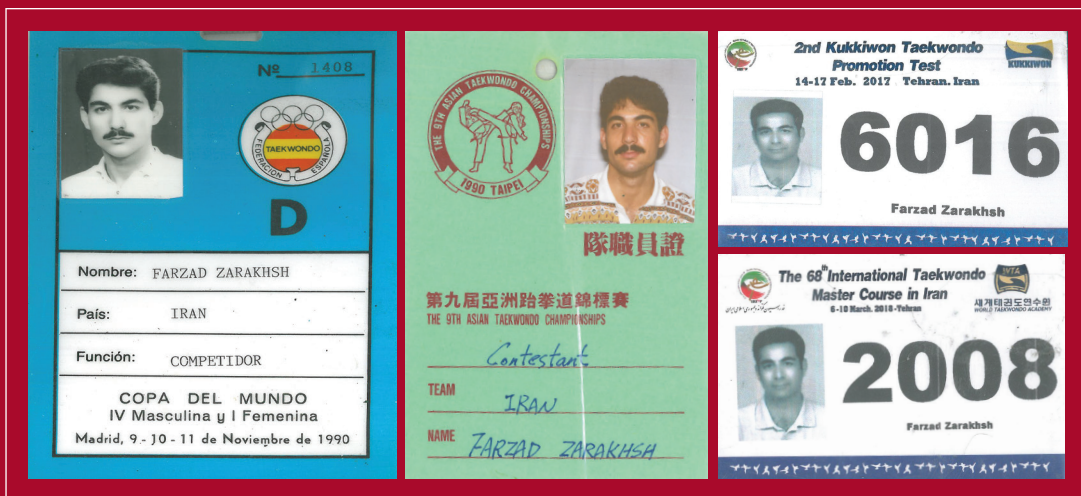 Nº 1408
TAEKWONDO
FEDERACION ESPAÑOLA
D
Nombre: FARZAD ZARAKHSH
País: IRAN
Función: COMPETIDOR
COPA DEL MUNDO
IV Masculina y I Femenina
Madrid, 9 - 10 - 11 de Noviembre de 1990
THE 9TH ASIAN TAEKWONDO CHAMPIONSHIPS
1990 TAIPEI
隊職員證
第九屆亞洲跆拳道錦標賽
THE 9TH ASIAN TAEKWONDO CHAMPIONSHIPS
Contestant
TEAM IRAN
NAME FARZAD ZARAKHSH
2nd Kukkiwon Taekwondo
Promotion Test
14-17 Feb. 2017 Tehran. Iran
KUKKIWON
6016
Farzad Zarakhsh
The 68th International Taekwondo
Master Course in Iran
6-10 March. 2018-Tehran
WTA
세계태권도연수원
WORLD TAEKWONDO ACADEMY
2008
Farzad Zarakhsh